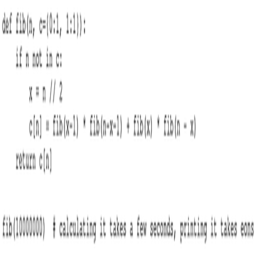 def fib(n, c={0:1, 1:1}):
    if n not in c:
        x = n // 2
        c[n] = fib(x-1) * fib(n-x-1) + fib(x) * fib(n - x)
    return c[n]

fib(10000000)  # calculating it takes a few seconds, printing it takes eons